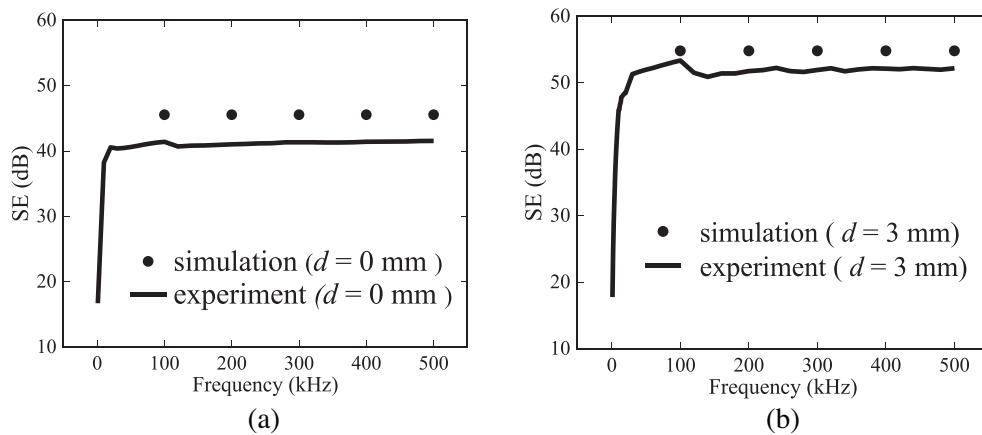 60
50
40
30
20
10
SE (dB)
simulation (d = 0 mm )
experiment (d = 0 mm )
0 100 200 300 400 500
Frequency (kHz)
(a)
60
50
40
30
20
10
SE (dB)
simulation ( d = 3 mm)
experiment ( d = 3 mm)
0 100 200 300 400 500
Frequency (kHz)
(b)